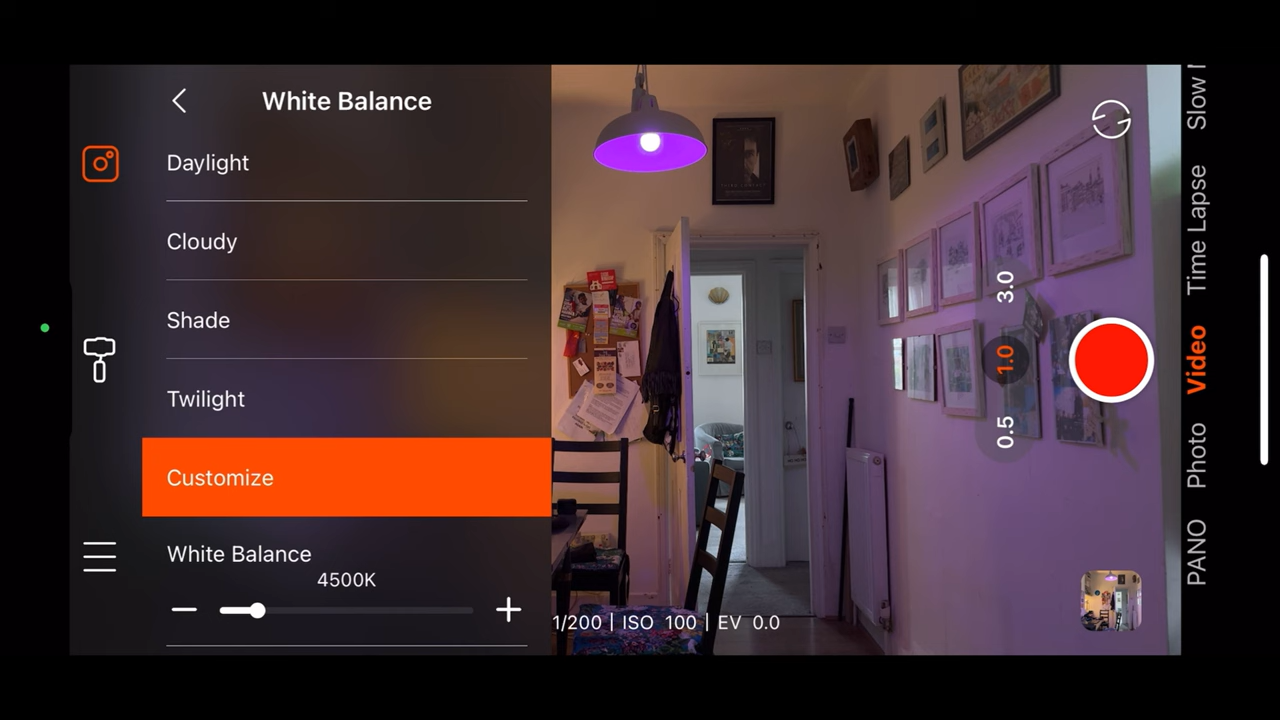 White Balance
Daylight
Cloudy
Shade
Twilight
Customize
White Balance
4500K
1/200 | ISO 100 | EV 0.0
3.0
1.0
0.5
Slow
Time Lapse
Video
Photo
PANO